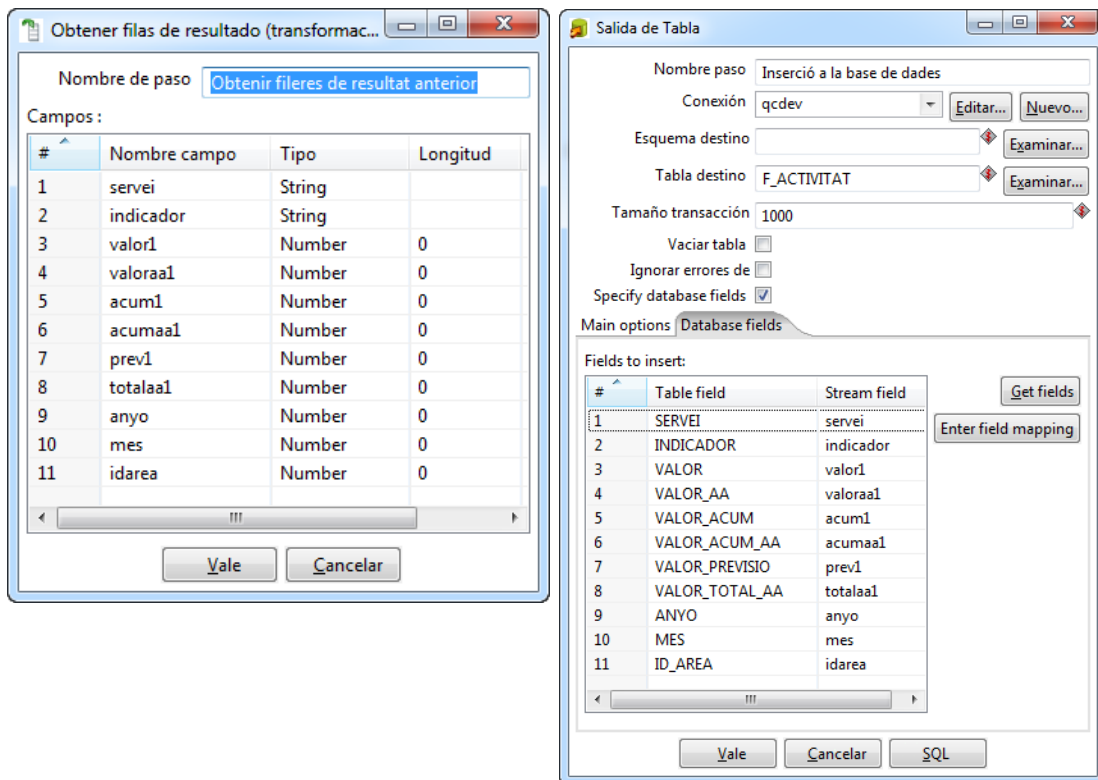 Obtener filas de resultado (transformac...
Nombre de paso Obtenir fileres de resultat anterior
Campos :
# Nombre campo Tipo Longitud
1 servei String
2 indicador String
3 valor1 Number 0
4 valoraa1 Number 0
5 acum1 Number 0
6 acumaa1 Number 0
7 prev1 Number 0
8 totalaa1 Number 0
9 anyo Number 0
10 mes Number 0
11 idarea Number 0
Vale Cancelar
Salida de Tabla
Nombre paso Inserció a la base de dades
Conexión qcdev Editar... Nuevo...
Esquema destino Examinar...
Tabla destino F_ACTIVITAT Examinar...
Tamaño transacción 1000
Vaciar tabla
Ignorar errores de
Specify database fields
Main options Database fields
Fields to insert:
# Table field Stream field Get fields
1 SERVEI servei Enter field mapping
2 INDICADOR indicador
3 VALOR valor1
4 VALOR_AA valoraa1
5 VALOR_ACUM acum1
6 VALOR_ACUM_AA acumaa1
7 VALOR_PREVISIO prev1
8 VALOR_TOTAL_AA totalaa1
9 ANYO anyo
10 MES mes
11 ID_AREA idarea
Vale Cancelar SQL